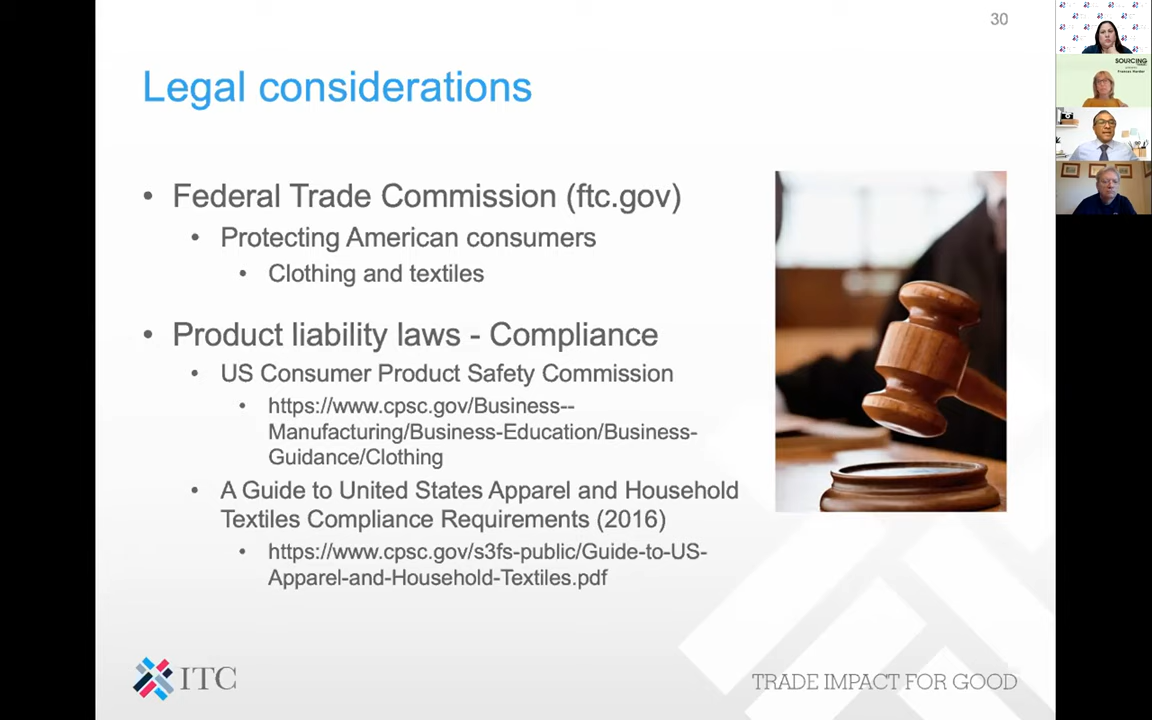 30
Legal considerations
• Federal Trade Commission (ftc.gov)
• Protecting American consumers
• Clothing and textiles
• Product liability laws - Compliance
• US Consumer Product Safety Commission
• https://www.cpsc.gov/Business--
Manufacturing/Business-Education/Business-
Guidance/Clothing
• A Guide to United States Apparel and Household
Textiles Compliance Requirements (2016)
• https://www.cpsc.gov/s3fs-public/Guide-to-US-
Apparel-and-Household-Textiles.pdf
ITC
TRADE IMPACT FOR GOOD
SOURCING
Frances Harder